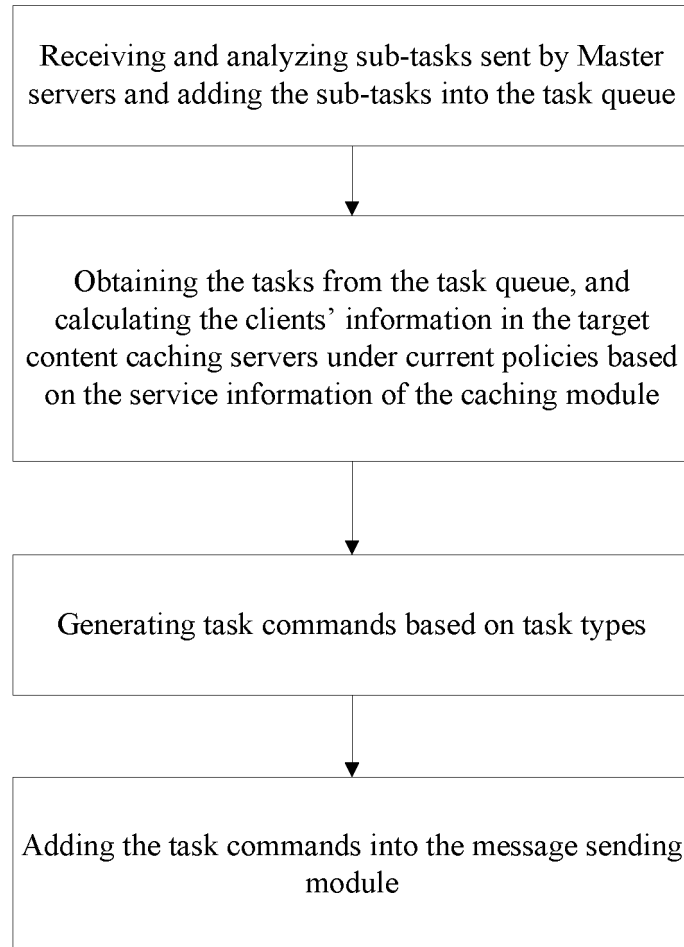 Receiving and analyzing sub-tasks sent by Master
servers and adding the sub-tasks into the task queue
Obtaining the tasks from the task queue, and
calculating the clients’ information in the target
content caching servers under current policies based
on the service information of the caching module
Generating task commands based on task types
Adding the task commands into the message sending
module